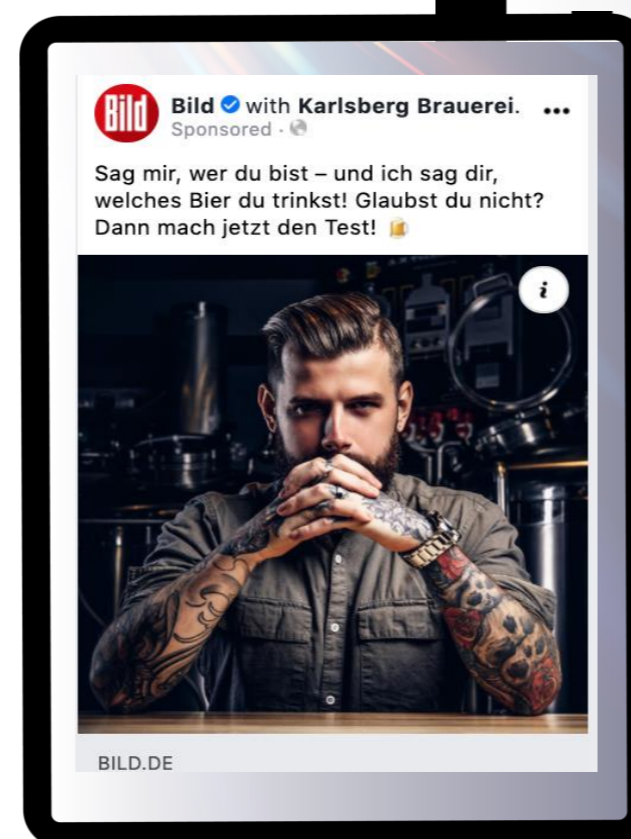 Bild
Bild with Karlsberg Brauerei.
Sponsored ·
Sag mir, wer du bist – und ich sag dir,
welches Bier du trinkst! Glaubst du nicht?
Dann mach jetzt den Test! 🍺
i
BILD.DE